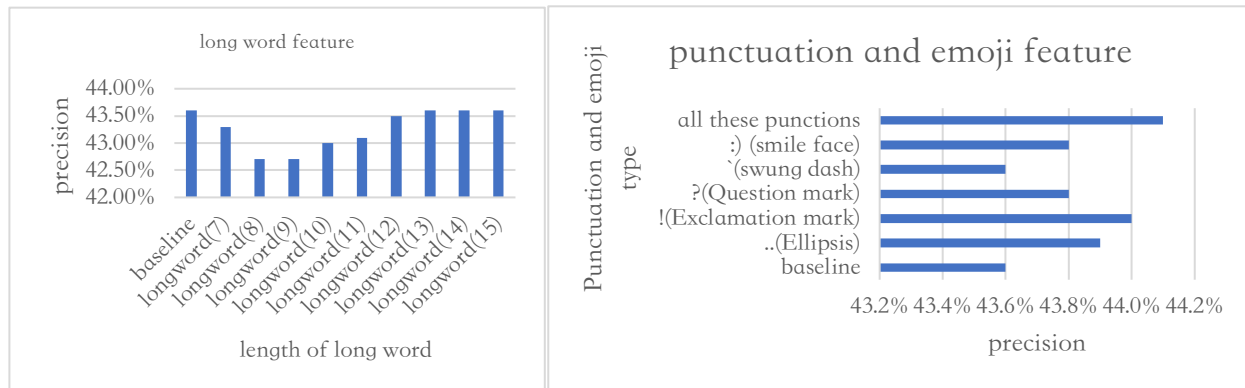 long word feature
precision
44.00%
43.50%
43.00%
42.50%
42.00%
baseline
longword(7)
longword(8)
longword(9)
longword(10)
longword(11)
longword(12)
longword(13)
longword(14)
longword(15)
length of long word
punctuation and emoji feature
Punctuation and emoji
type
all these punctions
:) (smile face)
`(swung dash)
?(Question mark)
!(Exclamation mark)
..(Ellipsis)
baseline
43.2% 43.4% 43.6% 43.8% 44.0% 44.2%
precision